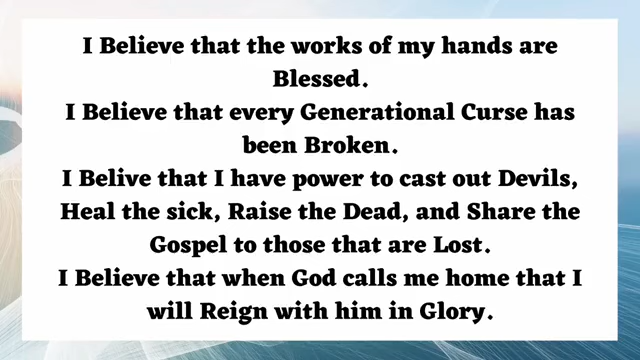 I Believe that the works of my hands are
Blessed.
I Believe that every Generational Curse has
been Broken.
I Belive that I have power to cast out Devils,
Heal the sick, Raise the Dead, and Share the
Gospel to those that are Lost.
I Believe that when God calls me home that I
will Reign with him in Glory.